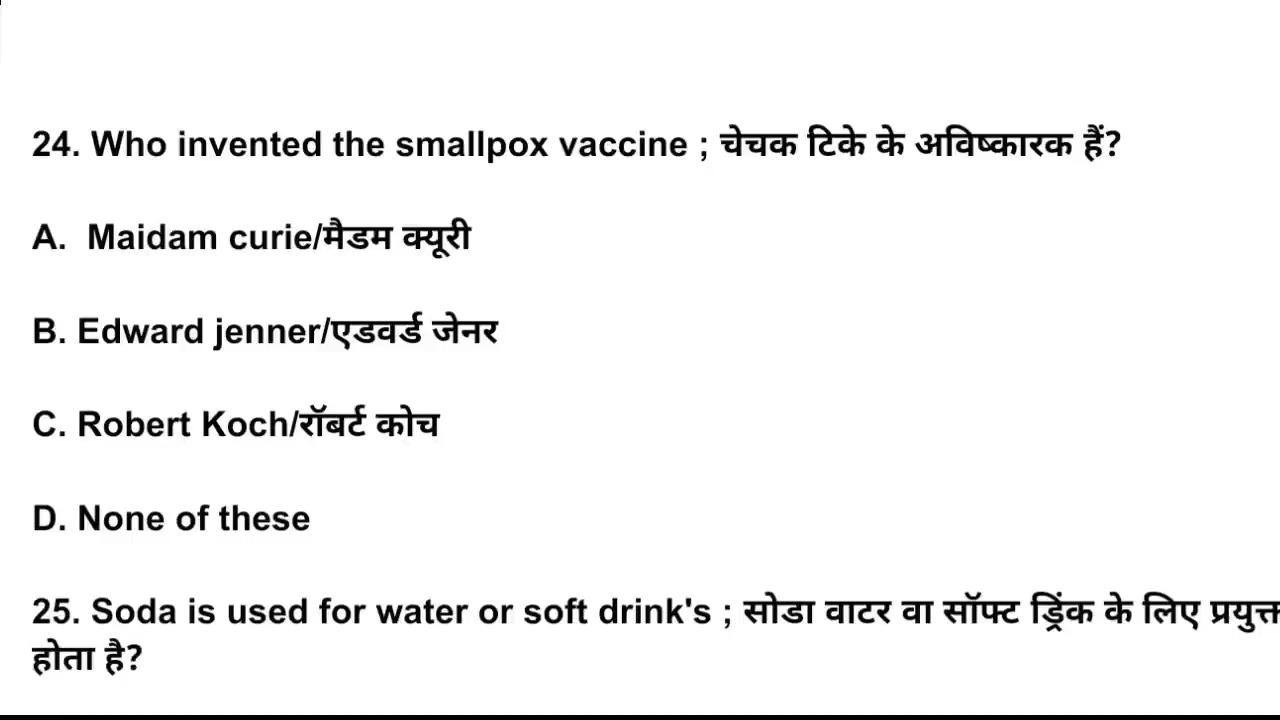 24. Who invented the smallpox vaccine ; चेचक टिके के अविष्कारक हैं?
A. Maidam curie/मैडम क्यूरी
B. Edward jenner/एडवर्ड जेनर
C. Robert Koch/रॉबर्ट कोच
D. None of these
25. Soda is used for water or soft drink's ; सोडा वाटर वा सॉफ्ट ड्रिंक के लिए प्रयुक्त
होता है?